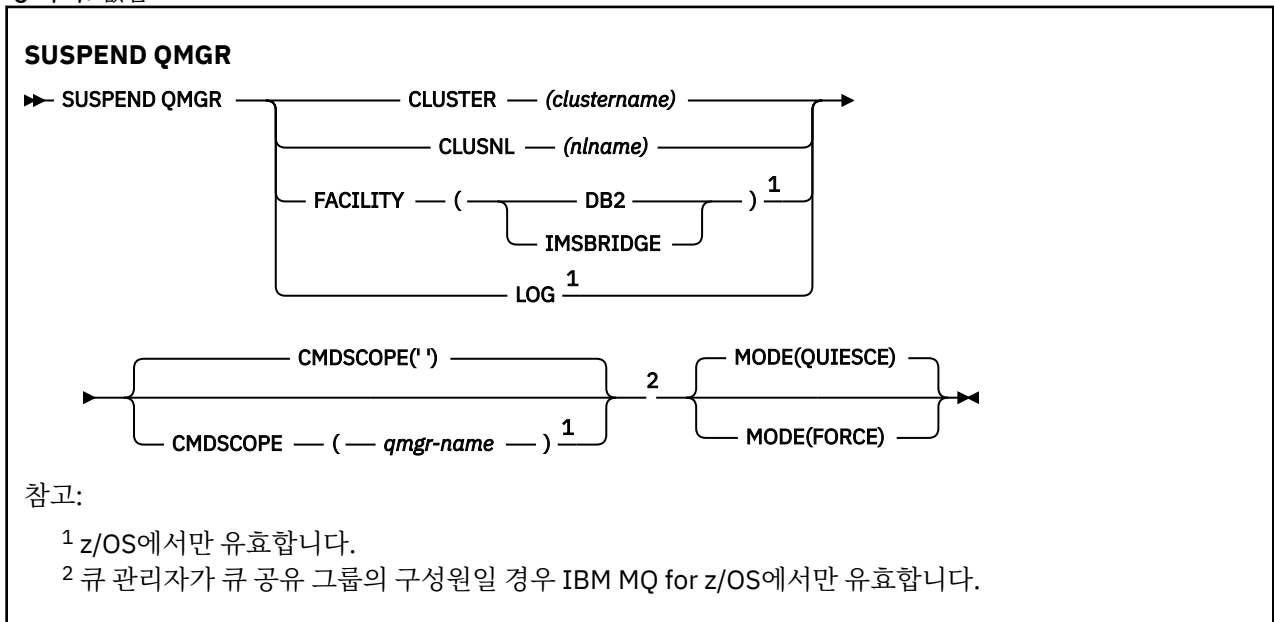 SUSPEND QMGR
SUSPEND QMGR CLUSTER (clustername)
CLUSNL (nlname)
FACILITY ( DB2 ) 1
IMSBRIDGE
LOG 1
CMDSCOPE(' ') MODE(QUIESCE)
2
CMDSCOPE ( qmgr-name ) 1 MODE(FORCE)
참고:
1 z/OS에서만 유효합니다.
2 큐 관리자가 큐 공유 그룹의 구성원일 경우 IBM MQ for z/OS에서만 유효합니다.